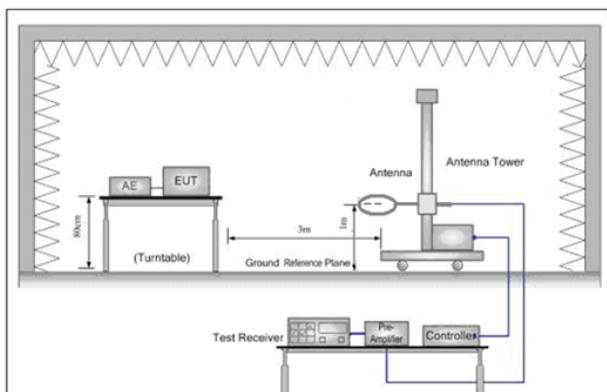 Antenna
Antenna Tower
AE
EUT
80cm
1m
3m
(Turntable)
Ground Reference Plane
Test Receiver
Pre-
Amplifier
Controller